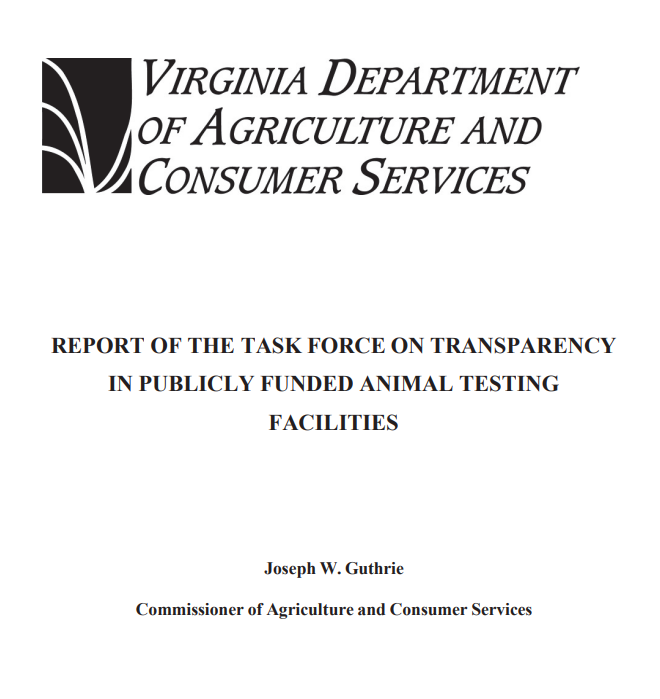 VIRGINIA DEPARTMENT
OF AGRICULTURE AND
CONSUMER SERVICES
REPORT OF THE TASK FORCE ON TRANSPARENCY
IN PUBLICLY FUNDED ANIMAL TESTING
FACILITIES
Joseph W. Guthrie
Commissioner of Agriculture and Consumer Services